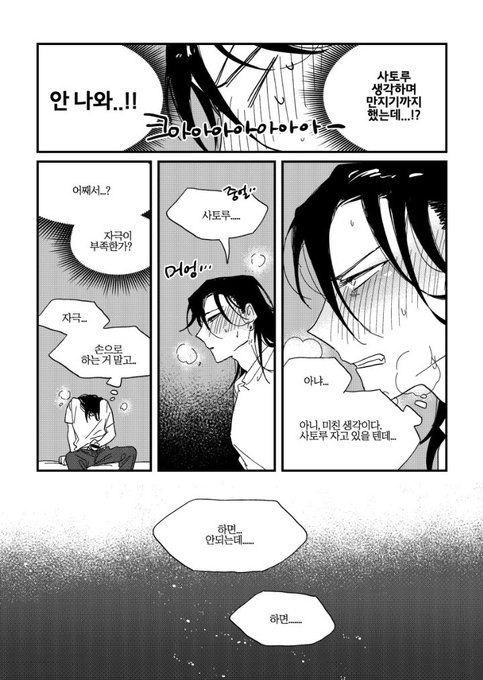 안 나와..!!
사토루
생각하며
만지기까지
했는데...!?
크아아아아아아아아—
어째서...?
자극이
부족한가?
자극...
손으로
하는 거 말고...
중얼...
사토루.....
머엉...
아냐...
아니, 미친 생각이다.
사토루 자고 있을 텐데...
하면...
안되는데......
하면.......